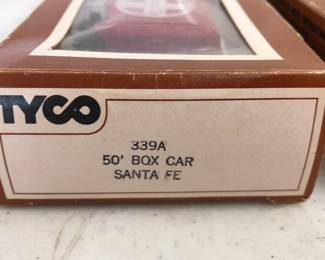 TYCO
339A
50' BOX CAR
SANTA FE